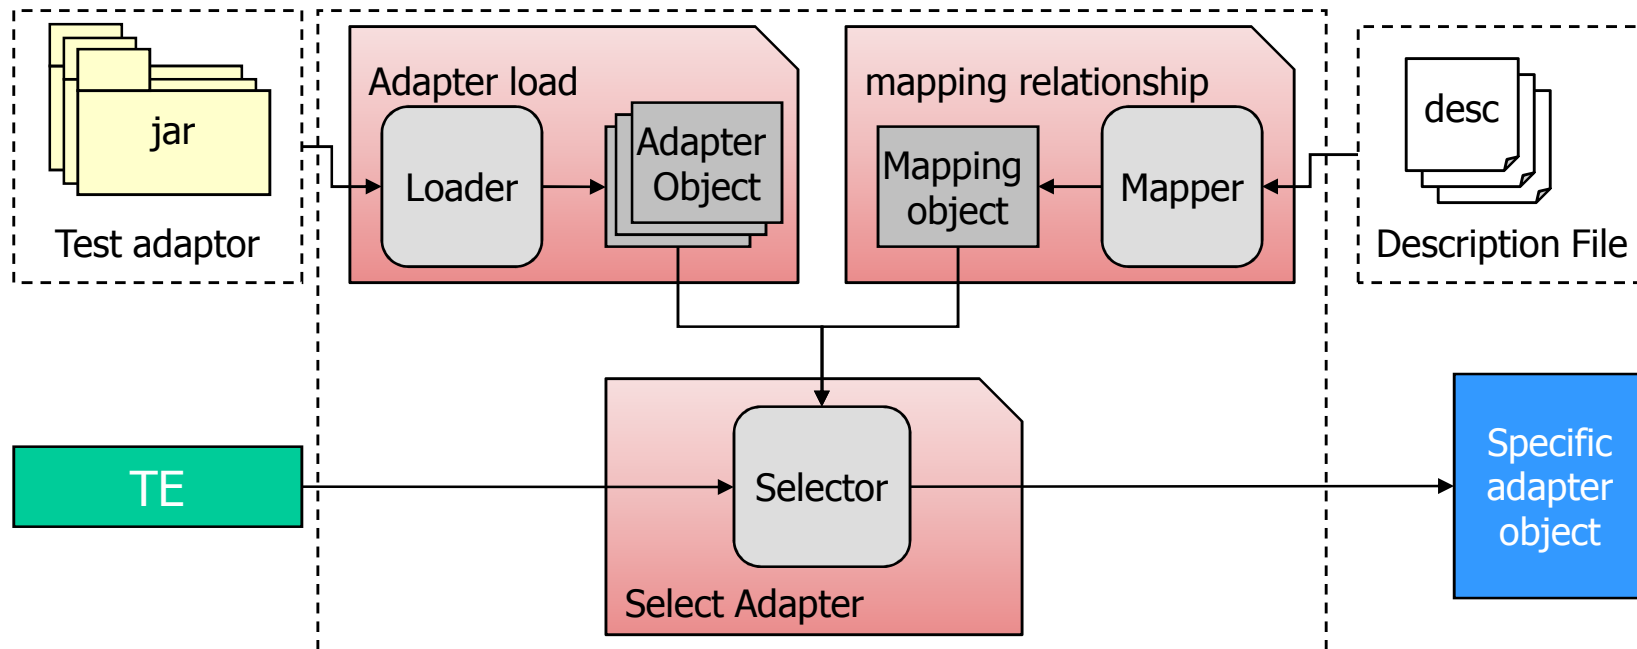 jar
Test adaptor
Adapter load
Loader
Adapter
Object
mapping relationship
Mapping
object
Mapper
desc
Description File
TE
Selector
Select Adapter
Specific
adapter
object